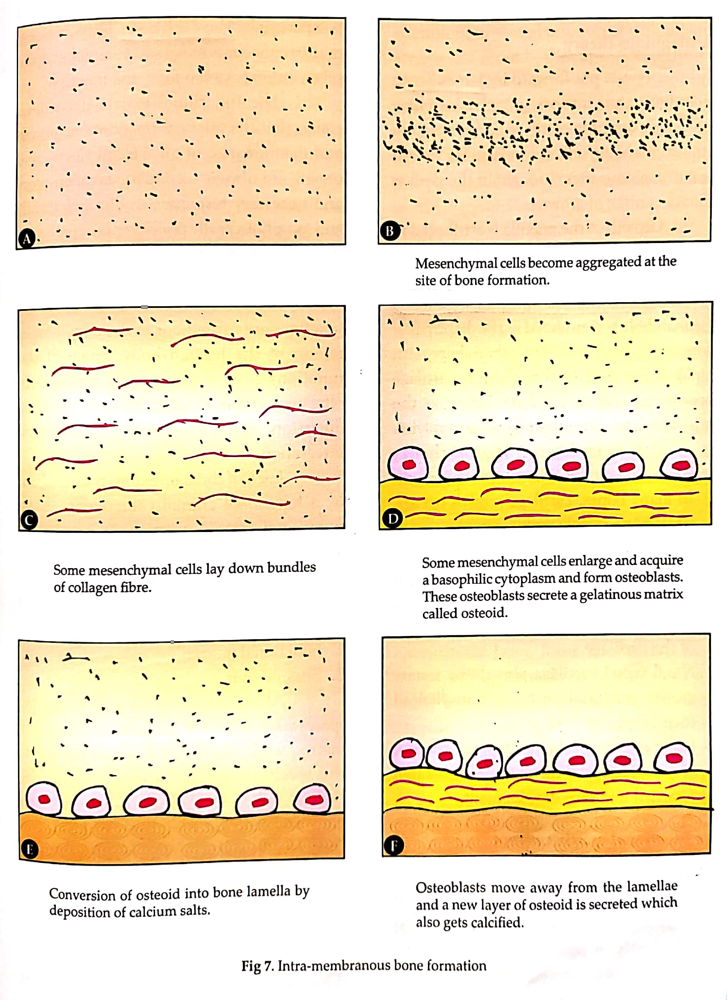 A
B
Mesenchymal cells become aggregated at the
site of bone formation.
C
D
Some mesenchymal cells lay down bundles
of collagen fibre.
Some mesenchymal cells enlarge and acquire
a basophilic cytoplasm and form osteoblasts.
These osteoblasts secrete a gelatinous matrix
called osteoid.
E
F
Conversion of osteoid into bone lamella by
deposition of calcium salts.
Osteoblasts move away from the lamellae
and a new layer of osteoid is secreted which
also gets calcified.
Fig 7. Intra-membranous bone formation